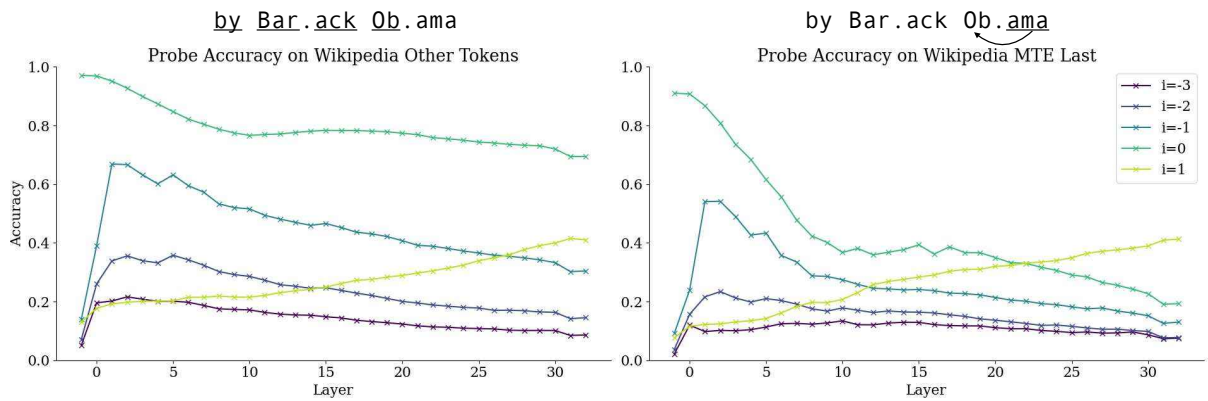 by Bar.ack Ob.ama
Probe Accuracy on Wikipedia Other Tokens
1.0
0.8
0.6
0.4
0.2
0.0
Accuracy
0 5 10 15 20 25 30
Layer
by Bar.ack Ob.ama
Probe Accuracy on Wikipedia MTE Last
1.0
0.8
0.6
0.4
0.2
0.0
i=-3
i=-2
i=-1
i=0
i=1
0 5 10 15 20 25 30
Layer